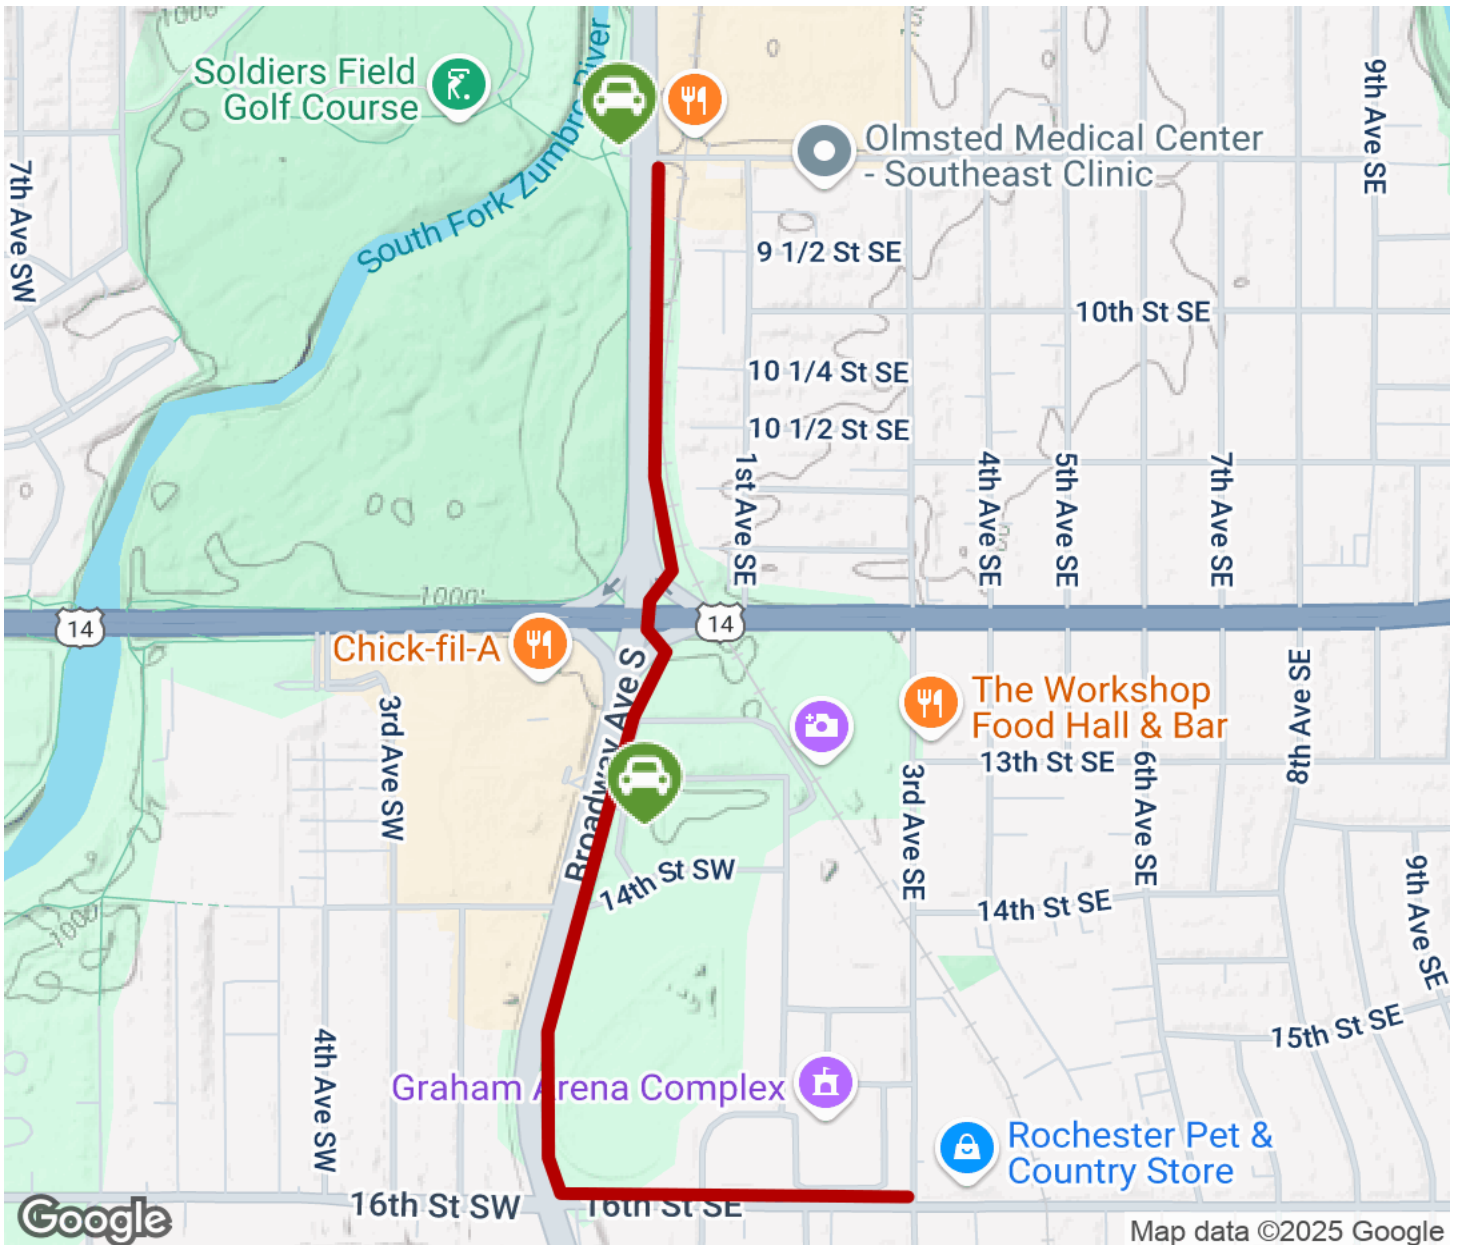 1000'
Soldiers Field
Golf Course
South Fork Zumbro River
Olmsted Medical Center
- Southeast Clinic
9th Ave SE
7th Ave SW
9 1/2 St SE
10th St SE
10 1/4 St SE
10 1/2 St SE
1st Ave SE
4th Ave SE
5th Ave SE
7th Ave SE
1000'
14
14
Chick-fil-A
Broadway Ave S
The Workshop
Food Hall & Bar
8th Ave SE
3rd Ave SW
13th St SE
6th Ave SE
3rd Ave SE
14th St SW
14th St SE
9th Ave SE
1000'
15th St SE
4th Ave SW
Graham Arena Complex
Rochester Pet &
Country Store
16th St SW
16th St SE
Google
Map data ©2025 Google